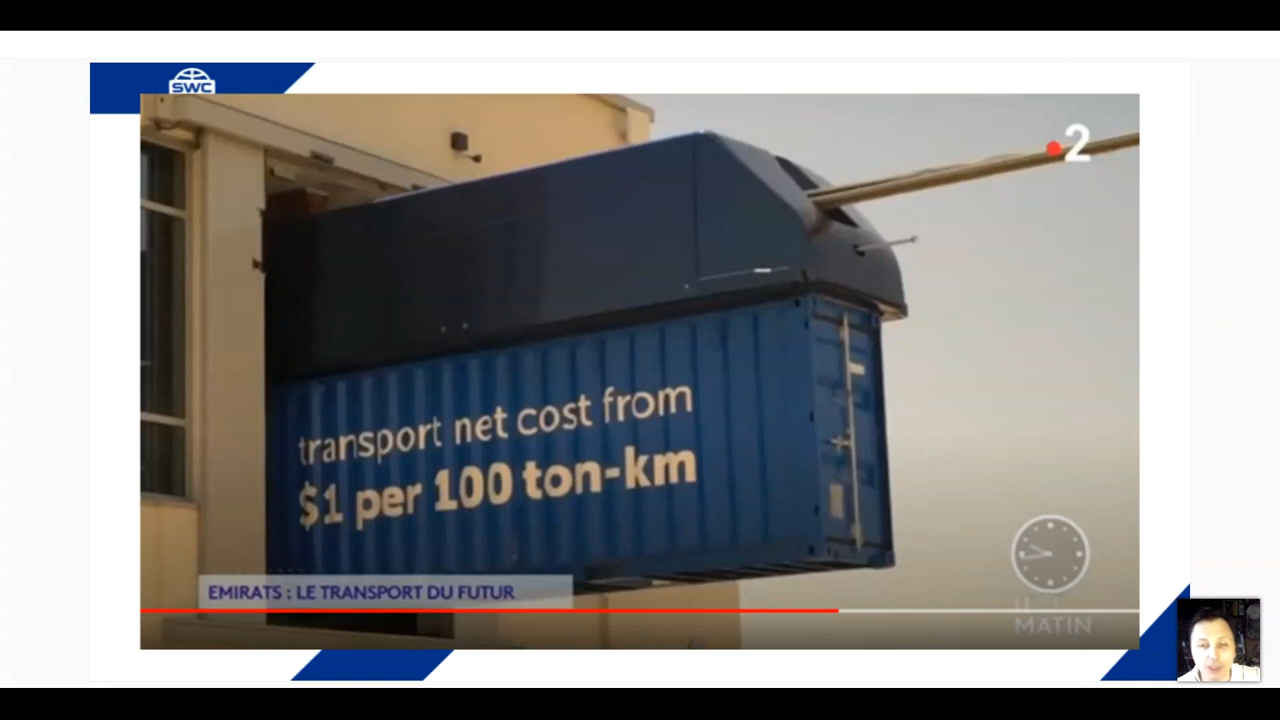 SWC
2
transport net cost from
$1 per 100 ton-km
EMIRATS : LE TRANSPORT DU FUTUR
MATIN